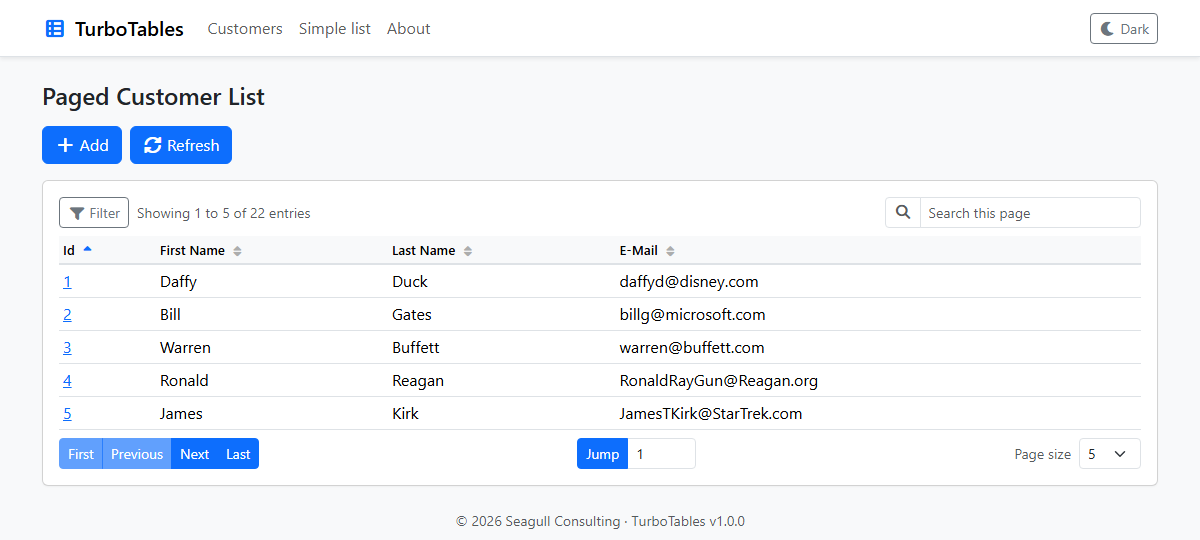 TurboTables Customers Simple list About Dark
Paged Customer List
Add Refresh
Filter Showing 1 to 5 of 22 entries Search this page
Id First Name Last Name E-Mail
1 Daffy Duck daffyd@disney.com
2 Bill Gates billg@microsoft.com
3 Warren Buffett warren@buffett.com
4 Ronald Reagan RonaldRayGun@Reagan.org
5 James Kirk JamesTKirk@StarTrek.com
First Previous Next Last Jump 1 Page size 5
© 2026 Seagull Consulting · TurboTables v1.0.0